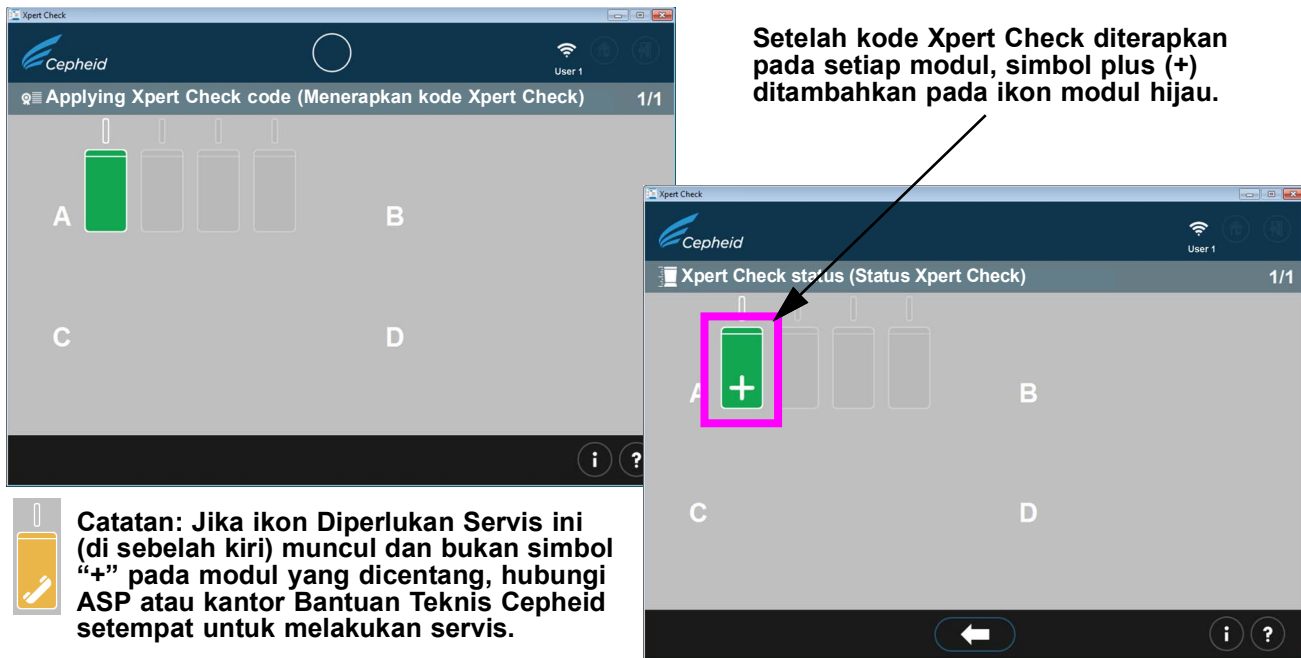 Xpert Check
Cepheid
User 1
Applying Xpert Check code (Menerapkan kode Xpert Check) 1/1
A
B
C
D
i ?
Setelah kode Xpert Check diterapkan
pada setiap modul, simbol plus (+)
ditambahkan pada ikon modul hijau.
Xpert Check
Cepheid
User 1
Xpert Check status (Status Xpert Check) 1/1
A
+
B
C
D
i ?
Catatan: Jika ikon Diperlukan Servis ini
(di sebelah kiri) muncul dan bukan simbol
“+” pada modul yang dicentang, hubungi
ASP atau kantor Bantuan Teknis Cepheid
setempat untuk melakukan servis.